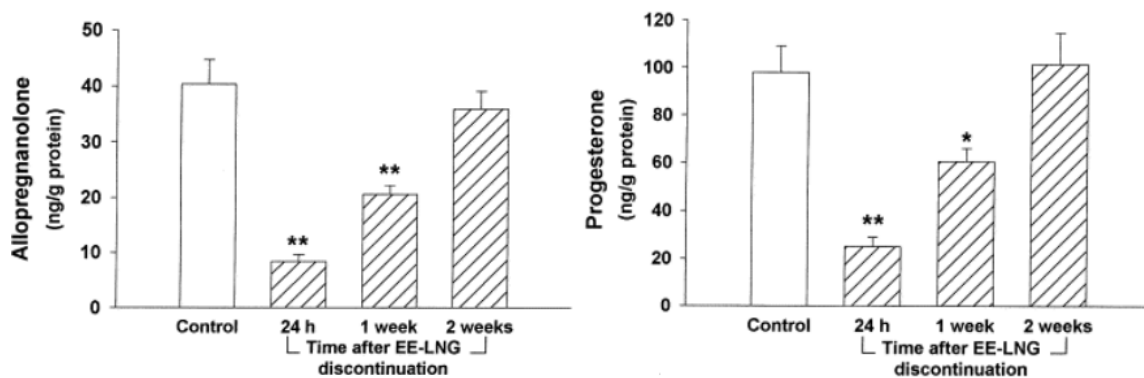 Allopregnanolone
(ng/g protein)
50
40
30
20
10
0
**
**
Control
24 h
1 week
2 weeks
Time after EE-LNG
discontinuation
Progesterone
(ng/g protein)
120
100
80
60
40
20
0
**
*
Control
24 h
1 week
2 weeks
Time after EE-LNG
discontinuation